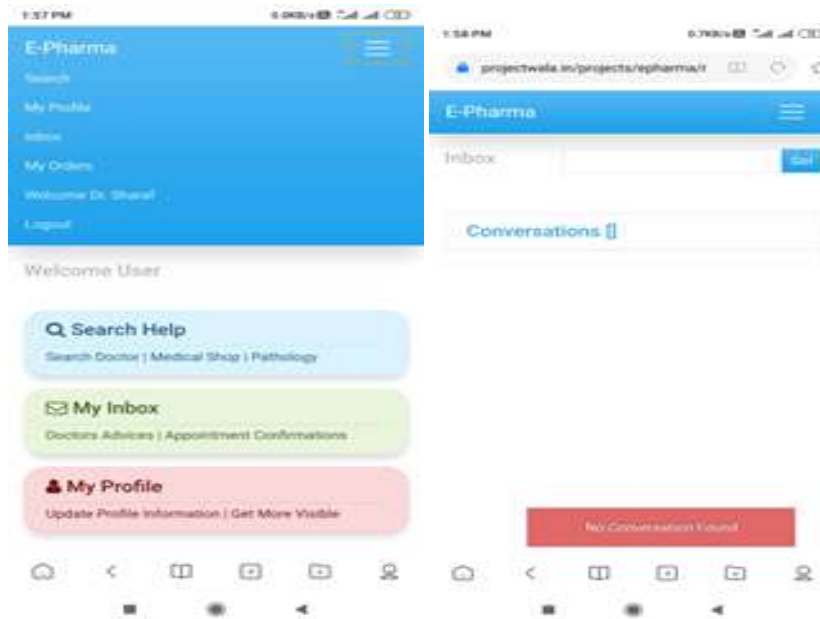 1:57 PM
E-Pharma
Search
My Profile
Inbox
My Orders
Welcome Dr. Sharaf
Logout
Welcome User
Search Help
Search Doctor | Medical Shop | Pathology
My Inbox
Doctors Advices | Appointment Confirmations
My Profile
Update Profile Information | Get More Visible
1:58 PM
projectwala.in/projects/epharma/
E-Pharma
Inbox
Conversations []
No Conversation Found